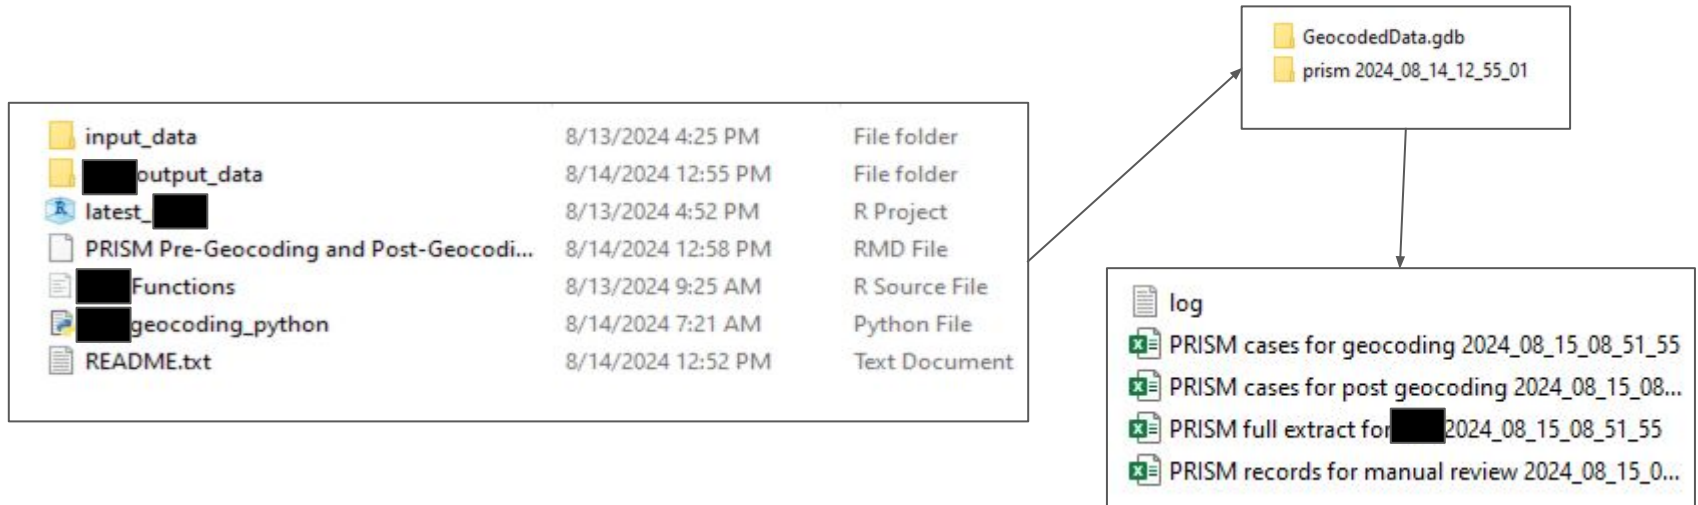 GeocodedData.gdb
prism 2024_08_14_12_55_01
input_data 8/13/2024 4:25 PM File folder
output_data 8/14/2024 12:55 PM File folder
latest_ 8/13/2024 4:52 PM R Project
PRISM Pre-Geocoding and Post-Geocodi... 8/14/2024 12:58 PM RMD File
Functions 8/13/2024 9:25 AM R Source File
geocoding_python 8/14/2024 7:21 AM Python File
README.txt 8/14/2024 12:52 PM Text Document
log
PRISM cases for geocoding 2024_08_15_08_51_55
PRISM cases for post geocoding 2024_08_15_08...
PRISM full extract for 2024_08_15_08_51_55
PRISM records for manual review 2024_08_15_0...